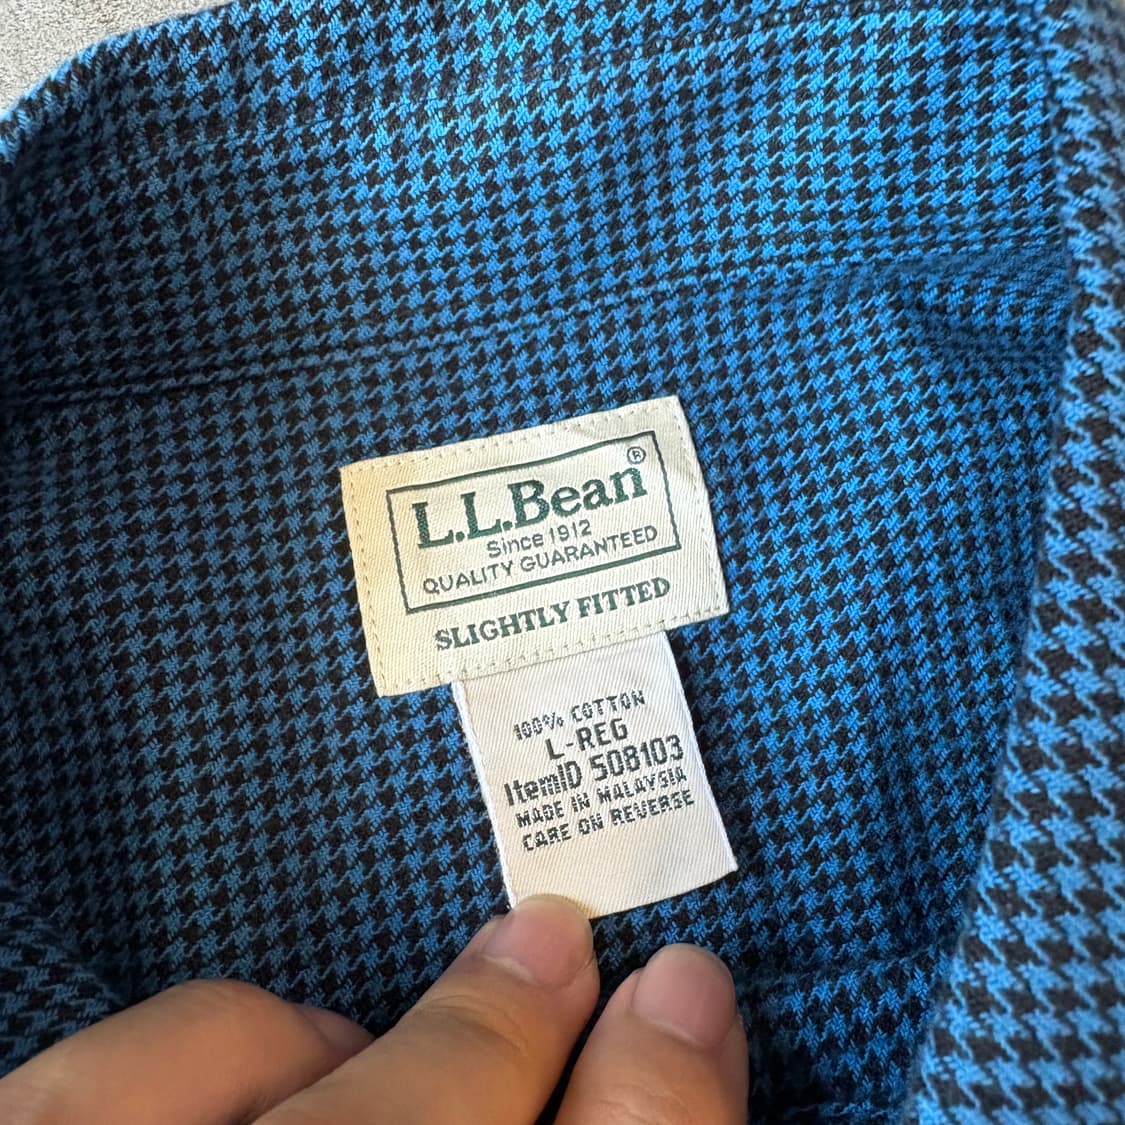 L.L.Bean®
Since 1912
QUALITY GUARANTEED
SLIGHTLY FITTED
100% COTTON
L-REG
ItemID 508103
MADE IN MALAYSIA
CARE ON REVERSE